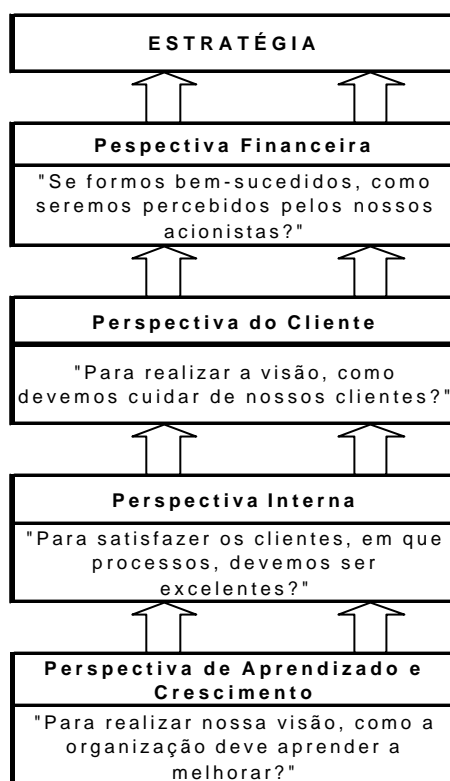 ESTRATÉGIA
Pespectiva Financeira
"Se formos bem-sucedidos, como
seremos percebidos pelos nossos
acionistas?"
Perspectiva do Cliente
"Para realizar a visão, como
devemos cuidar de nossos clientes?"
Perspectiva Interna
"Para satisfazer os clientes, em que
processos, devemos ser
excelentes?"
Perspectiva de Aprendizado e
Crescimento
"Para realizar nossa visão, como a
organização deve aprender a
melhorar?"